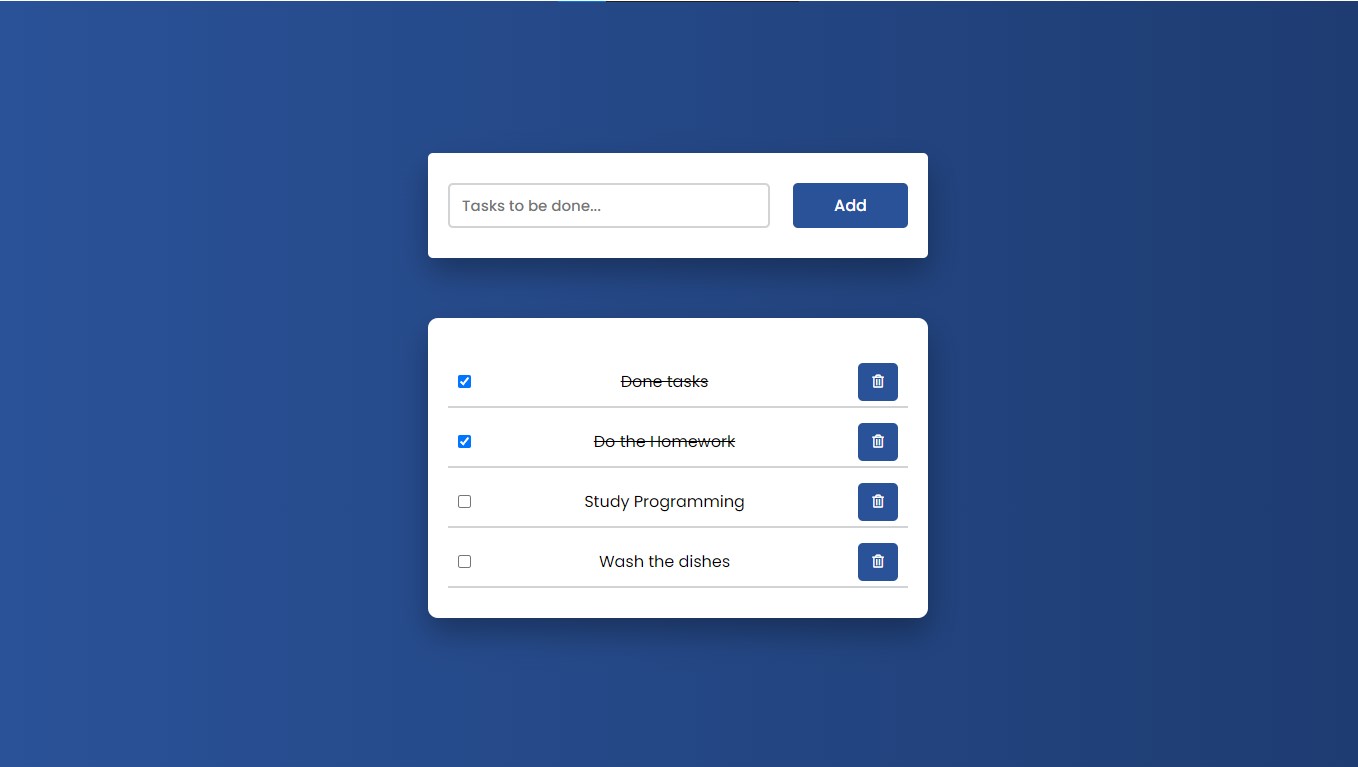 Tasks to be done...
Add
Done tasks
Do the Homework
Study Programming
Wash the dishes